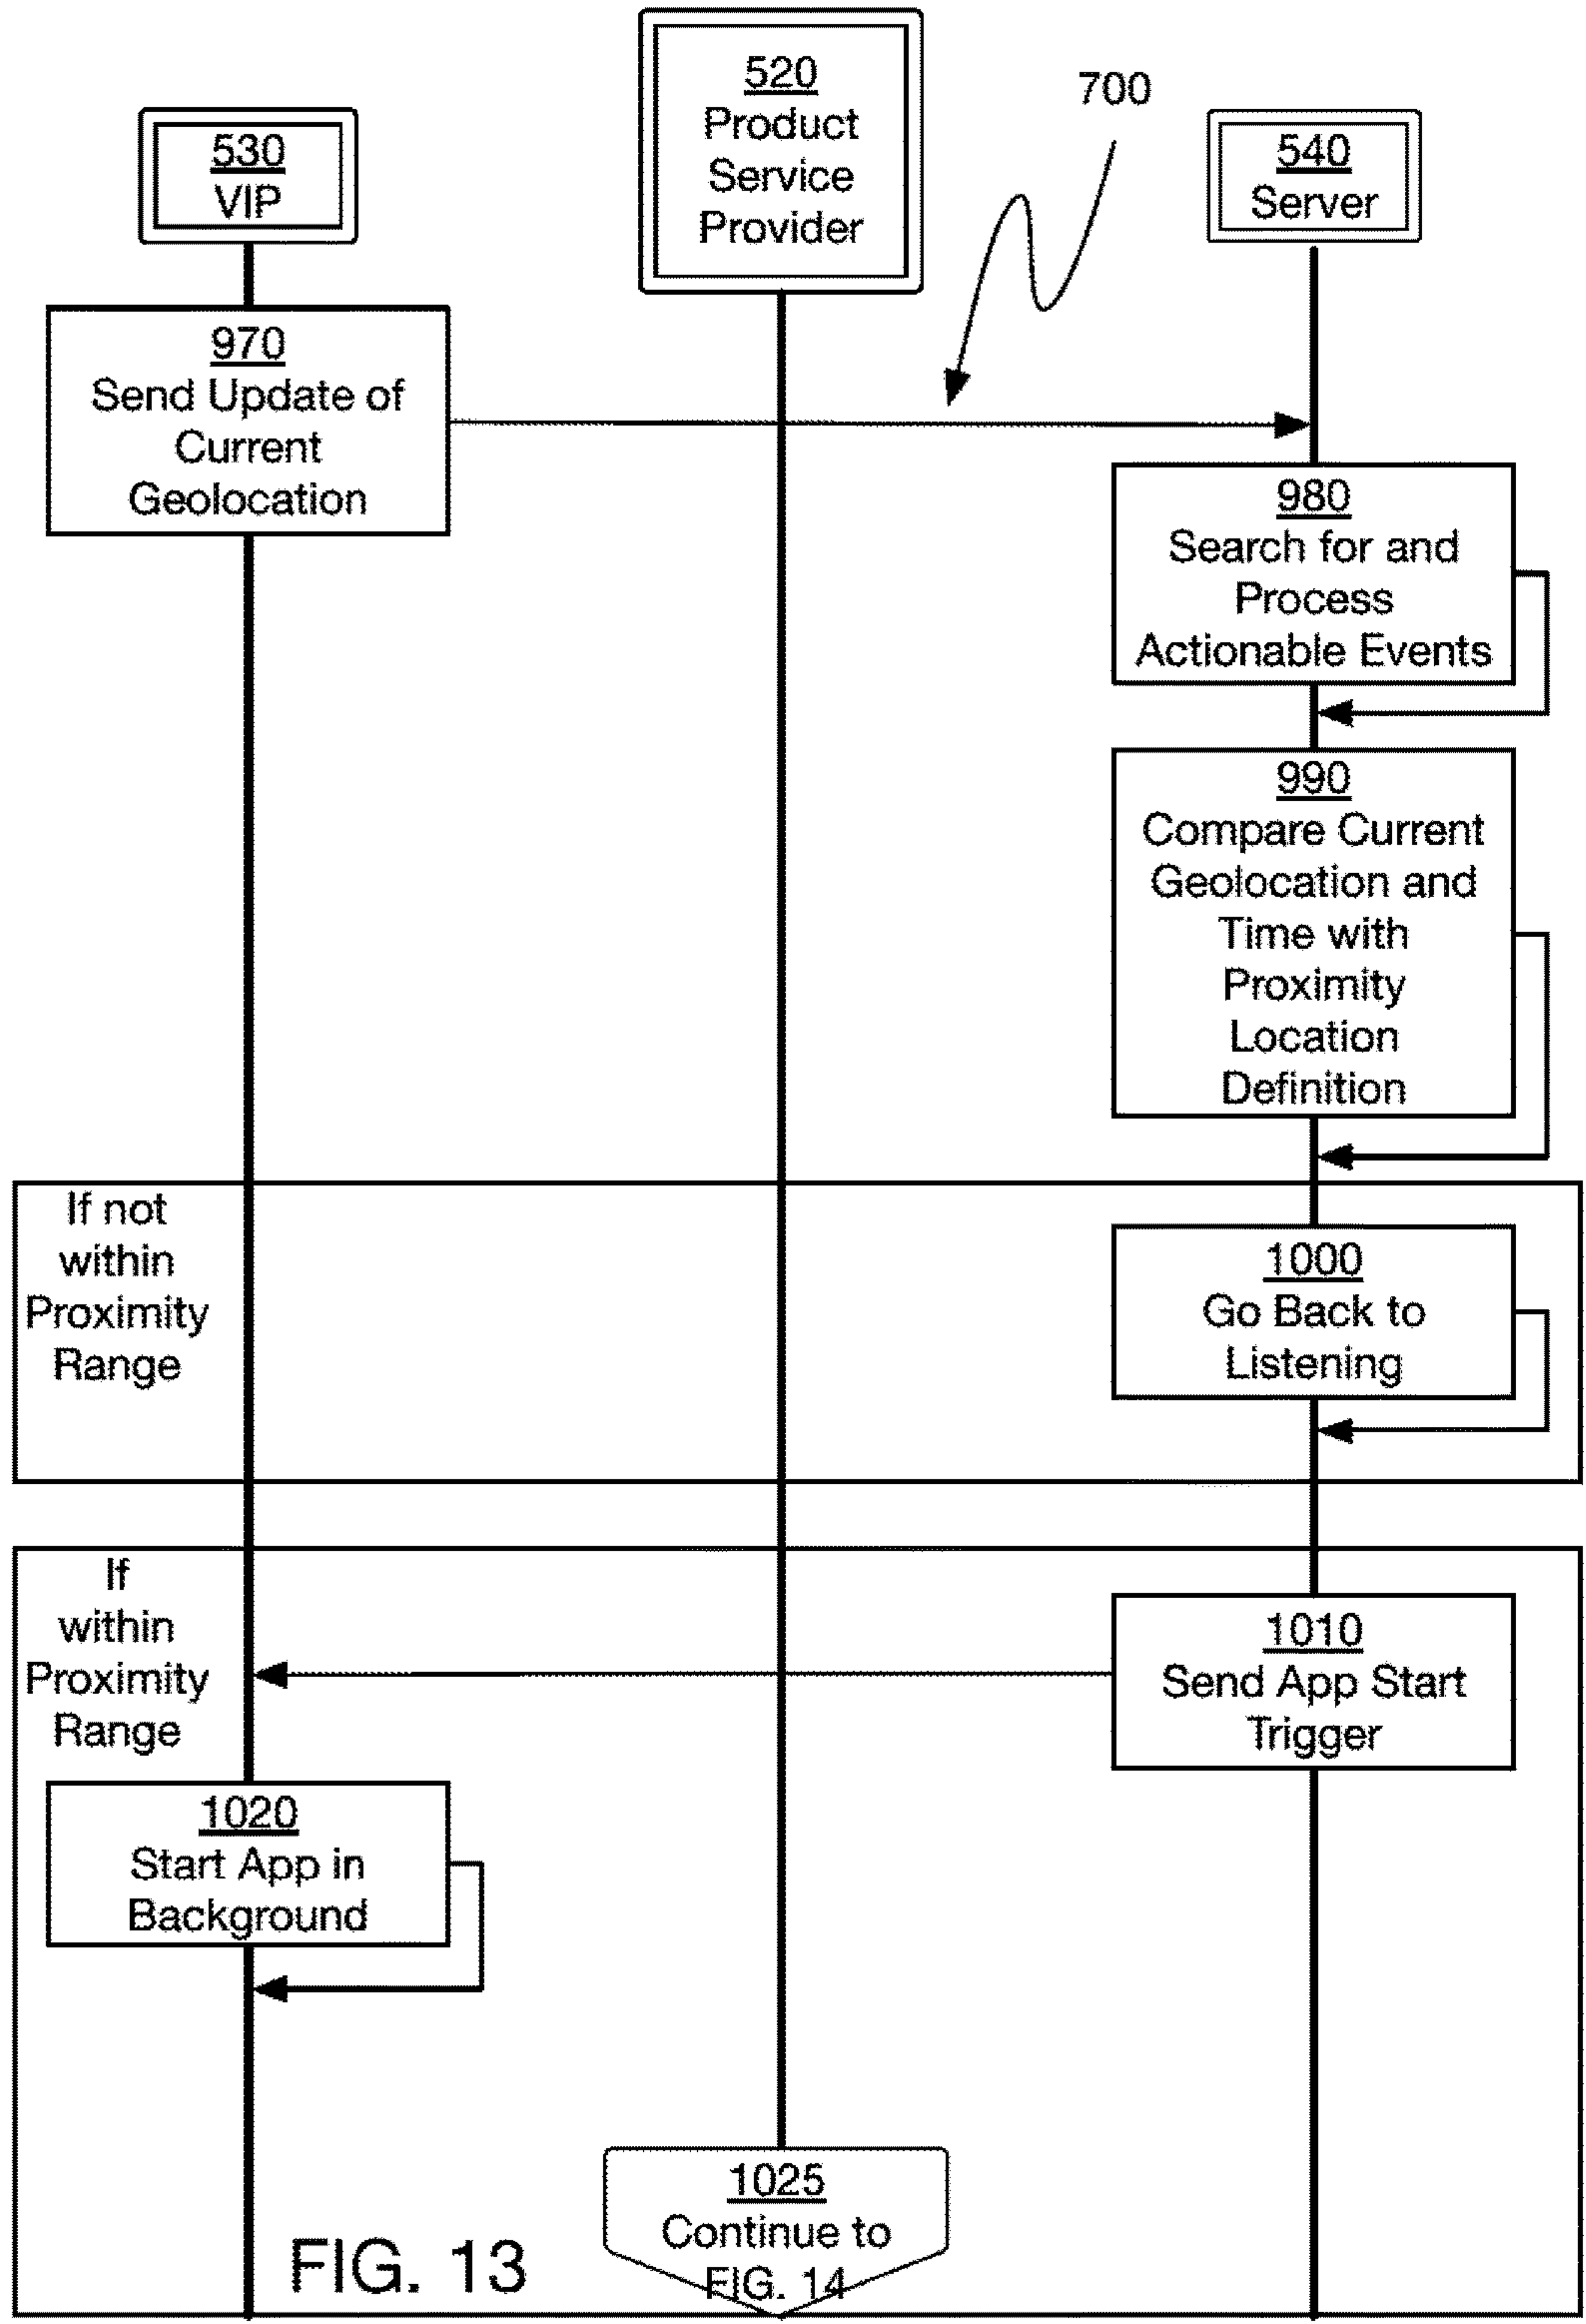 530
VIP
520
Product
Service
Provider
700
540
Server
970
Send Update of
Current
Geolocation
980
Search for and
Process
Actionable Events
990
Compare Current
Geolocation and
Time with
Proximity
Location
Definition
If not
within
Proximity
Range
1000
Go Back to
Listening
If
within
Proximity
Range
1010
Send App Start
Trigger
1020
Start App in
Background
1025
Continue to
FIG. 14
FIG. 13